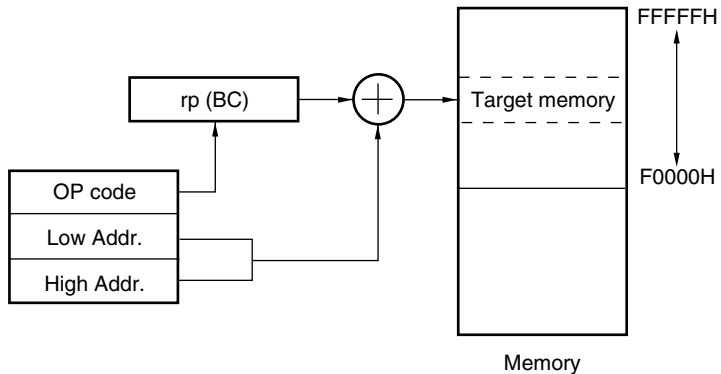 FFFFFH
rp (BC)
Target memory
OP code
F0000H
Low Addr.
High Addr.
Memory